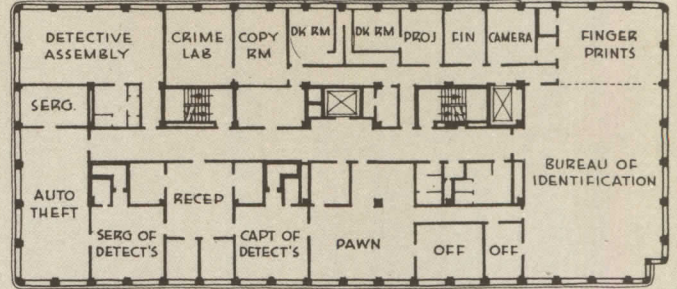 DETECTIVE
ASSEMBLY
CRIME
LAB
COPY
RM
DK RM
DK RM
PROJ
FIN
CAMERA
FINGER
PRINTS
SERG.
AUTO
THEFT
SERG OF
DETECT'S
RECEP
CAPT OF
DETECT'S
PAWN
OFF
OFF
BUREAU OF
IDENTIFICATION